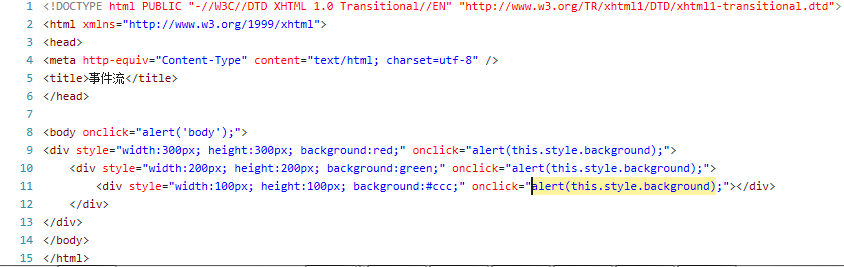 1 <!DOCTYPE html PUBLIC "-//W3C//DTD XHTML 1.0 Transitional//EN" "http://www.w3.org/TR/xhtml1/DTD/xhtml1-transitional.dtd">
2 <html xmlns="http://www.w3.org/1999/xhtml">
3 <head>
4 <meta http-equiv="Content-Type" content="text/html; charset=utf-8" />
5 <title>事件流</title>
6 </head>
7
8 <body onclick="alert('body');">
9 <div style="width:300px; height:300px; background:red;" onclick="alert(this.style.background);">
10     <div style="width:200px; height:200px; background:green;" onclick="alert(this.style.background);">
11         <div style="width:100px; height:100px; background:#ccc;" onclick="alert(this.style.background);"></div>
12     </div>
13 </div>
14 </body>
15 </html>